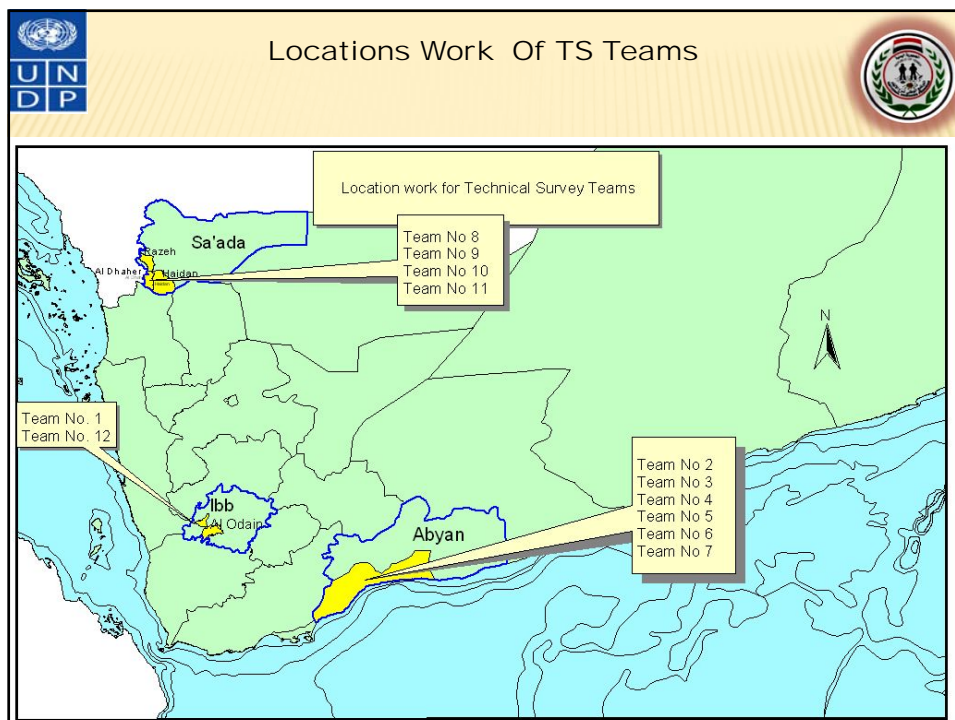 U N
D P
Locations Work Of TS Teams
Location work for Technical Survey Teams
Sa'ada
Razeh
Al Dhaher
Haidan
Team No 8
Team No 9
Team No 10
Team No 11
N
Team No. 1
Team No. 12
Ibb
Al Odain
Abyan
Team No 2
Team No 3
Team No 4
Team No 5
Team No 6
Team No 7